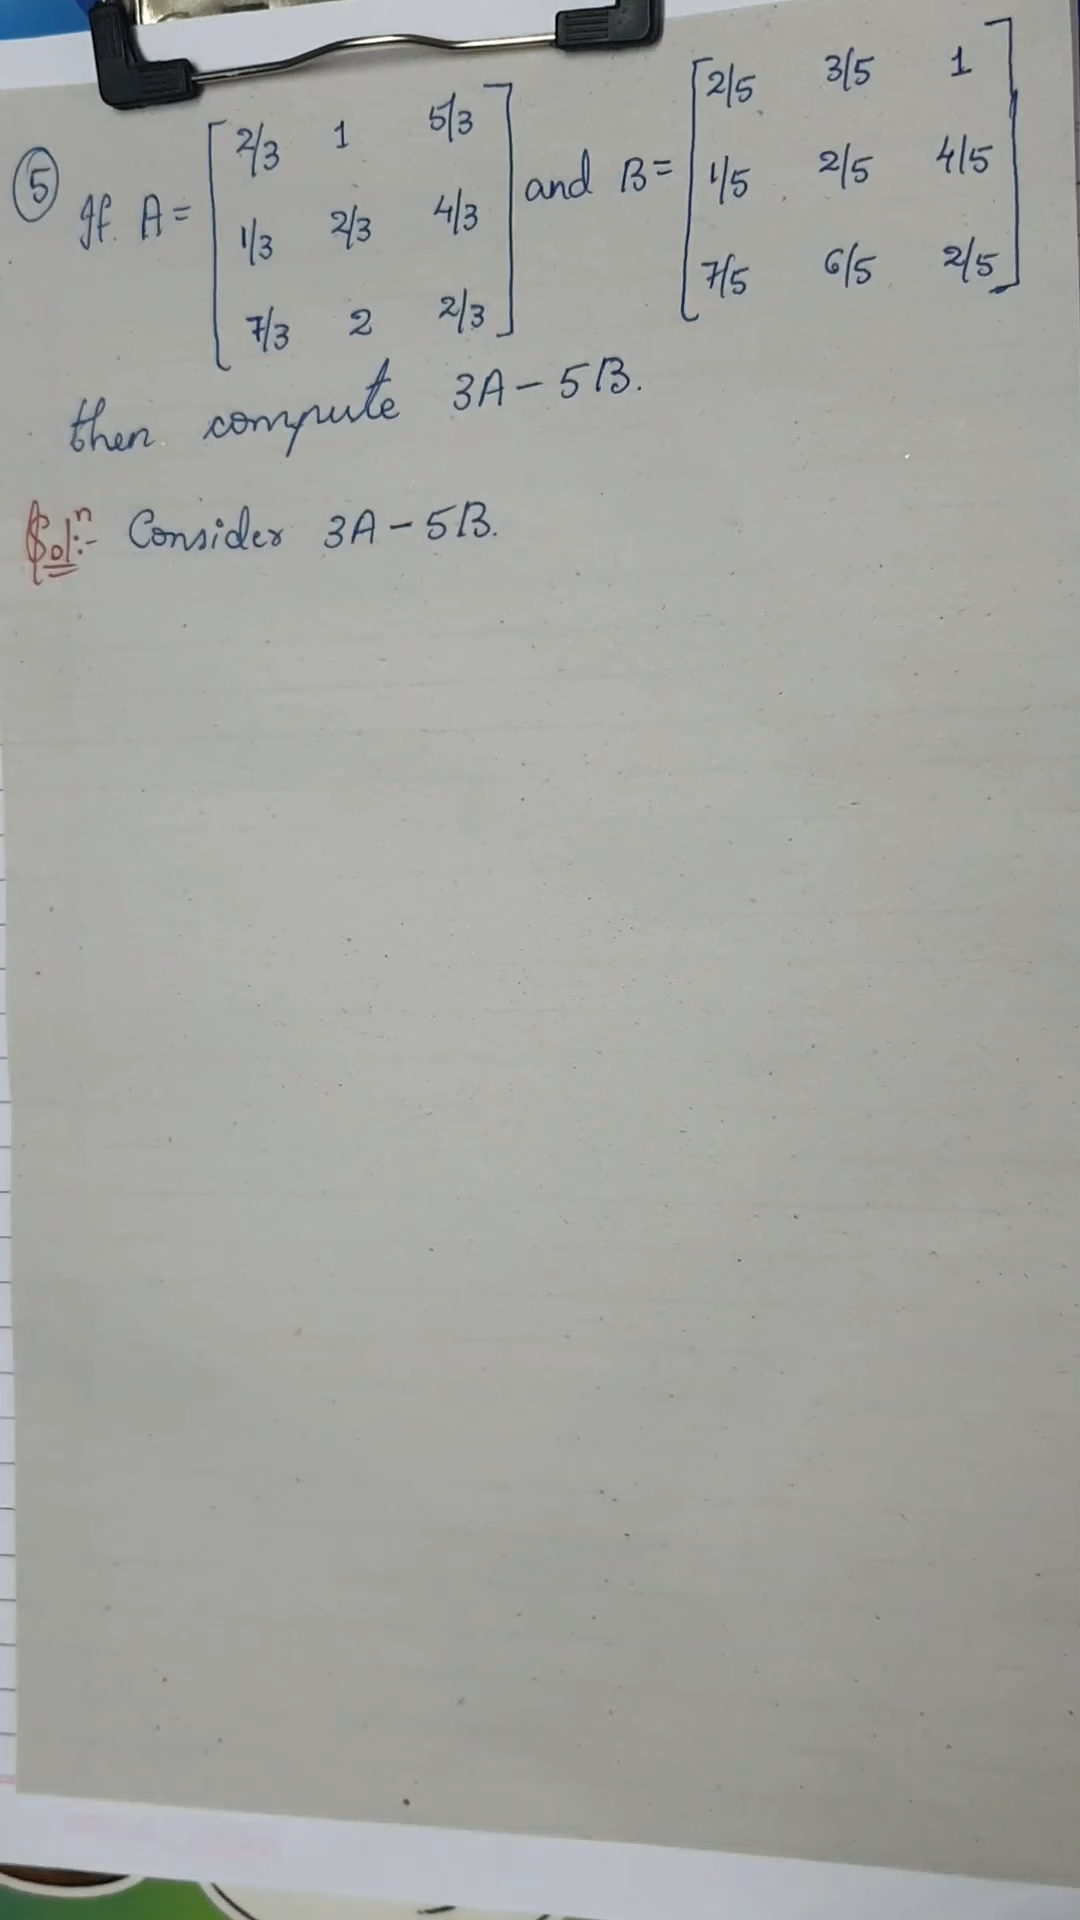 ⑤ If A = [2/3 1 5/3 and B = [2/5 3/5 1
1/3 2/3 4/3 1/5 2/5 4/5
7/3 2 2/3] 7/5 6/5 2/5]
then compute 3A - 5B.
Solⁿ:- Consider 3A - 5B.